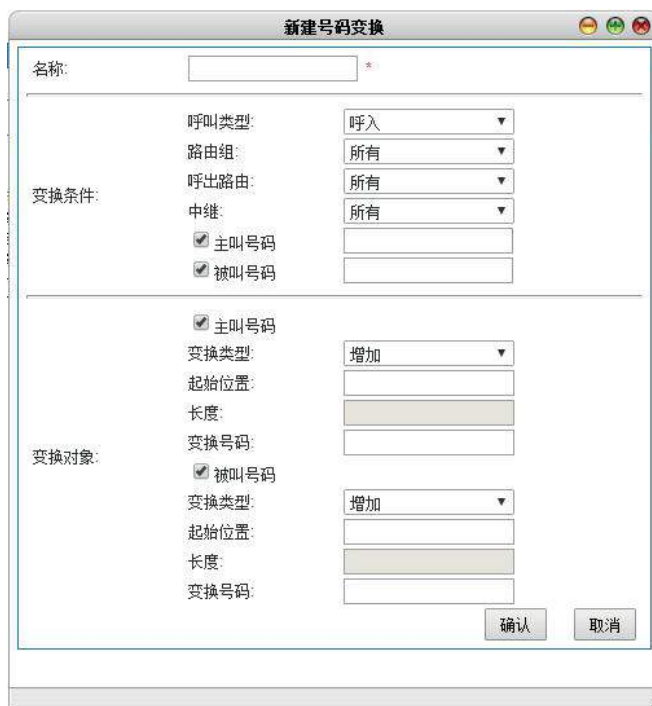 新建号码变换
名称: *
呼叫类型: 呼入
路由组: 所有
呼出路由: 所有
变换条件:
中继: 所有
主叫号码
被叫号码
主叫号码
变换类型: 增加
起始位置:
长度:
变换号码:
变换对象:
被叫号码
变换类型: 增加
起始位置:
长度:
变换号码:
确认 取消